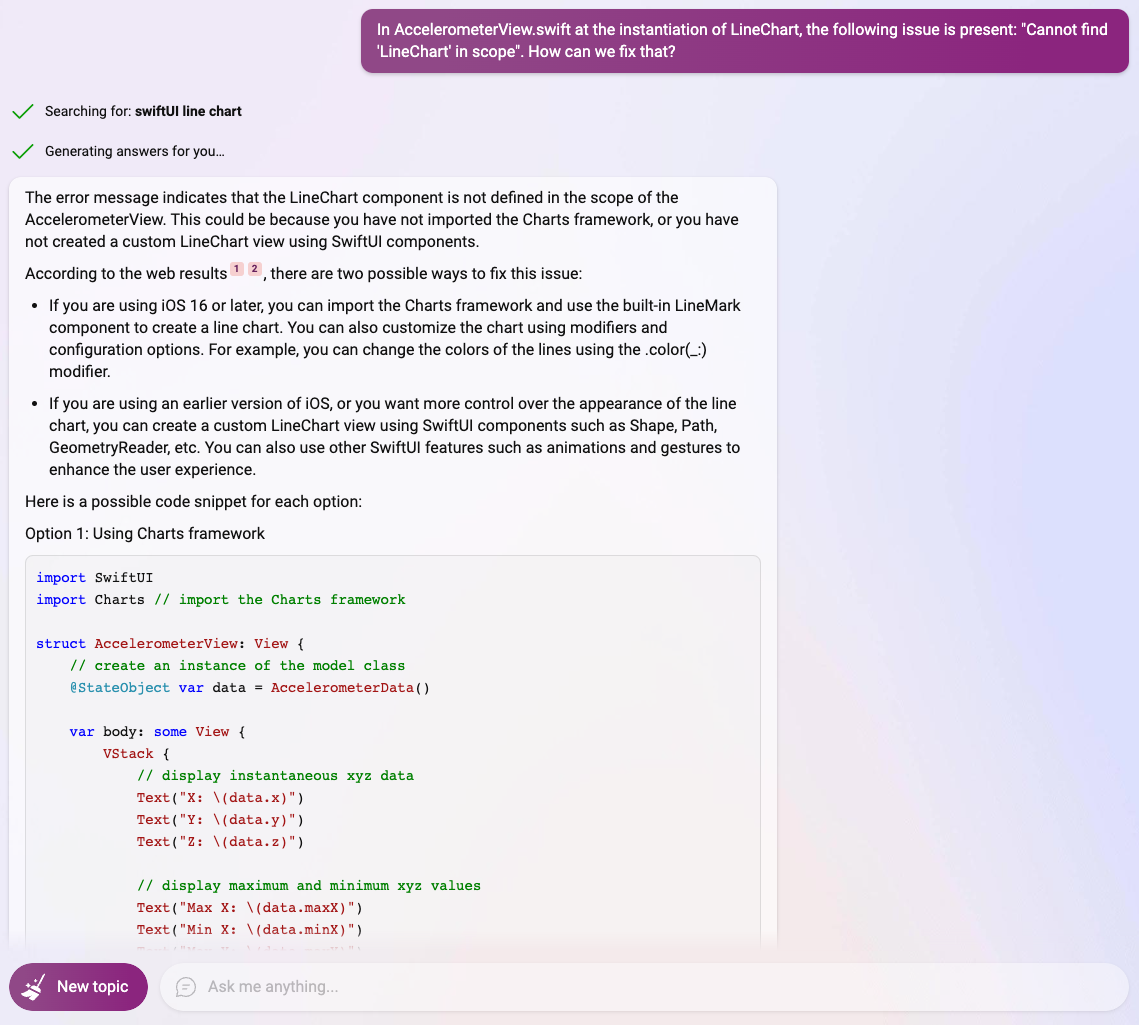 In AccelerometerView.swift at the instantiation of LineChart, the following issue is present: "Cannot find
'LineChart' in scope". How can we fix that?
Searching for: swiftUI line chart
Generating answers for you…
The error message indicates that the LineChart component is not defined in the scope of the
AccelerometerView. This could be because you have not imported the Charts framework, or you have
not created a custom LineChart view using SwiftUI components.
According to the web results 1 2 , there are two possible ways to fix this issue:
• If you are using iOS 16 or later, you can import the Charts framework and use the built-in LineMark
component to create a line chart. You can also customize the chart using modifiers and
configuration options. For example, you can change the colors of the lines using the .color(_:)
modifier.
• If you are using an earlier version of iOS, or you want more control over the appearance of the line
chart, you can create a custom LineChart view using SwiftUI components such as Shape, Path,
GeometryReader, etc. You can also use other SwiftUI features such as animations and gestures to
enhance the user experience.
Here is a possible code snippet for each option:
Option 1: Using Charts framework
import SwiftUI
import Charts // import the Charts framework
struct AccelerometerView: View {
// create an instance of the model class
@StateObject var data = AccelerometerData()
var body: some View {
VStack {
// display instantaneous xyz data
Text("X: \(data.x)")
Text("Y: \(data.y)")
Text("Z: \(data.z)")
// display maximum and minimum xyz values
Text("Max X: \(data.maxX)")
Text("Min X: \(data.minX)")
New topic
Ask me anything...